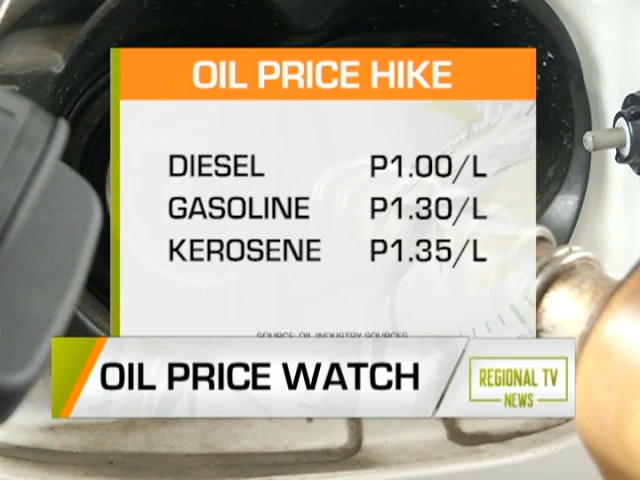 OIL PRICE HIKE
DIESEL P1.00/L
GASOLINE P1.30/L
KEROSENE P1.35/L
SOURCE: OIL INDUSTRY SOURCES
OIL PRICE WATCH
REGIONAL TV
NEWS